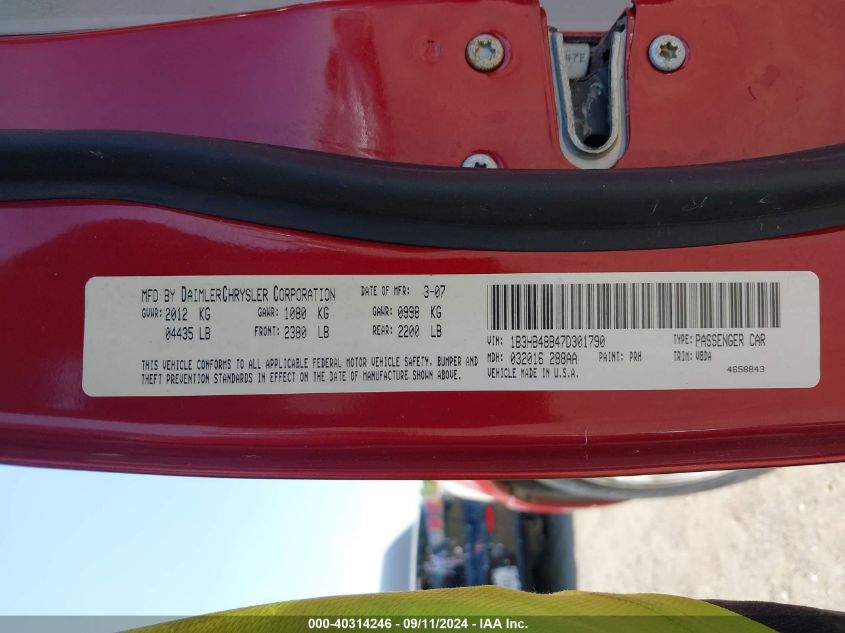 47E
MFD BY DAIMLERCHRYSLER CORPORATION DATE OF MFR: 3-07
GVWR: 2012 KG GAWR: 1080 KG GAWR: 0998 KG
04435 LB FRONT: 2380 LB REAR: 2200 LB
THIS VEHICLE CONFORMS TO ALL APPLICABLE FEDERAL MOTOR VEHICLE SAFETY, BUMPER AND
THEFT PREVENTION STANDARDS IN EFFECT ON THE DATE OF MANUFACTURE SHOWN ABOVE.
VIN: 1B3HB48B47D301790 TYPE: PASSENGER CAR
MDH: 032016 288AA PAINT: PRH TRIM: V8DA
VEHICLE MADE IN U.S.A. 4658843
000-40314246 - 09/11/2024 - IAA Inc.